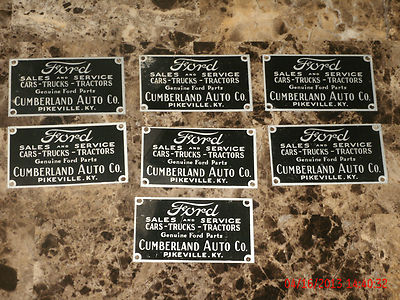 Ford
SALES AND SERVICE
CARS-TRUCKS-TRACTORS
Genuine Ford Parts
CUMBERLAND AUTO CO.
PIKEVILLE, KY.
Ford
SALES AND SERVICE
CARS-TRUCKS-TRACTORS
Genuine Ford Parts
CUMBERLAND AUTO CO.
PIKEVILLE, KY.
Ford
SALES AND SERVICE
CARS-TRUCKS-TRACTORS
Genuine Ford Parts
CUMBERLAND AUTO CO.
PIKEVILLE, KY.
Ford
SALES AND SERVICE
CARS-TRUCKS-TRACTORS
Genuine Ford Parts
CUMBERLAND AUTO CO.
PIKEVILLE, KY.
Ford
SALES AND SERVICE
CARS-TRUCKS-TRACTORS
Genuine Ford Parts
CUMBERLAND AUTO CO.
PIKEVILLE, KY.
Ford
SALES AND SERVICE
CARS-TRUCKS-TRACTORS
Genuine Ford Parts
CUMBERLAND AUTO CO.
PIKEVILLE, KY.
Ford
SALES AND SERVICE
CARS-TRUCKS-TRACTORS
Genuine Ford Parts
CUMBERLAND AUTO CO.
PIKEVILLE, KY.